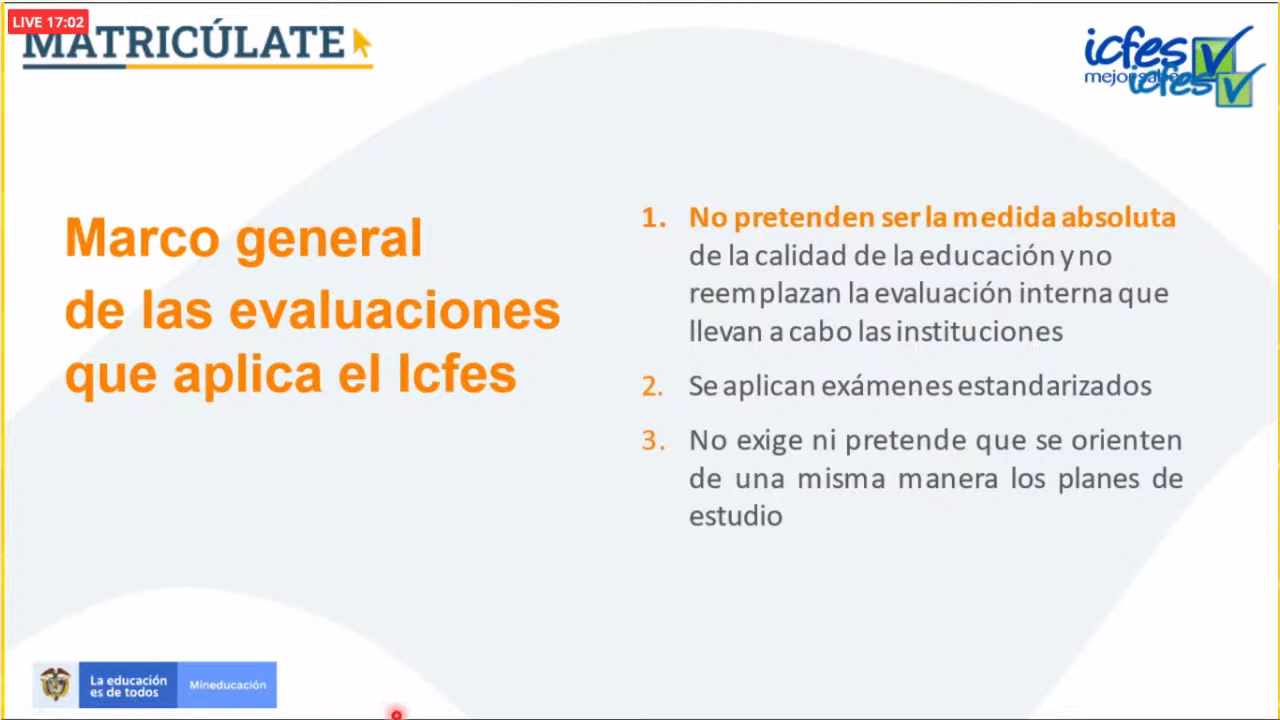 LIVE 17:02
MATRICÚLATE
icfes
mejor
icfes
Marco general
de las evaluaciones
que aplica el Icfes
1. No pretenden ser la medida absoluta
de la calidad de la educación y no
reemplazan la evaluación interna que
llevan a cabo las instituciones
2. Se aplican exámenes estandarizados
3. No exige ni pretende que se orienten
de una misma manera los planes de
estudio
La educación
es de todos
Mineducación